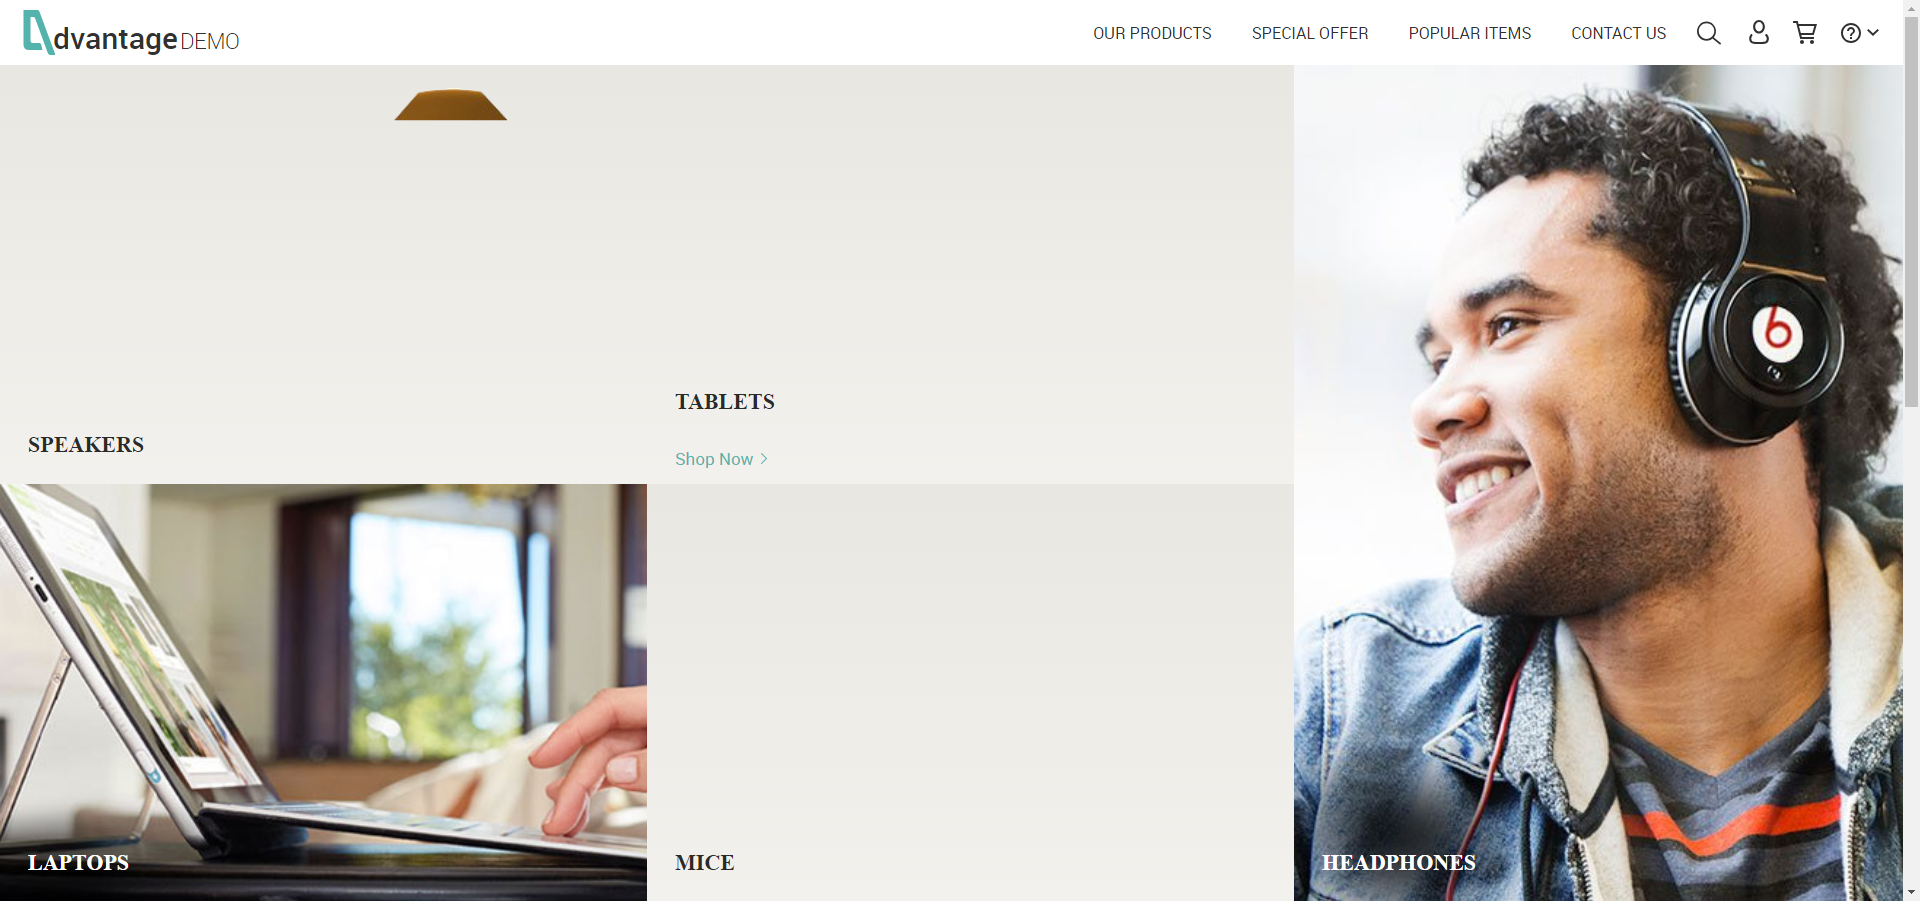 dvantage DEMO
OUR PRODUCTS
SPECIAL OFFER
POPULAR ITEMS
CONTACT US
SPEAKERS
TABLETS
Shop Now
LAPTOPS
MICE
HEADPHONES